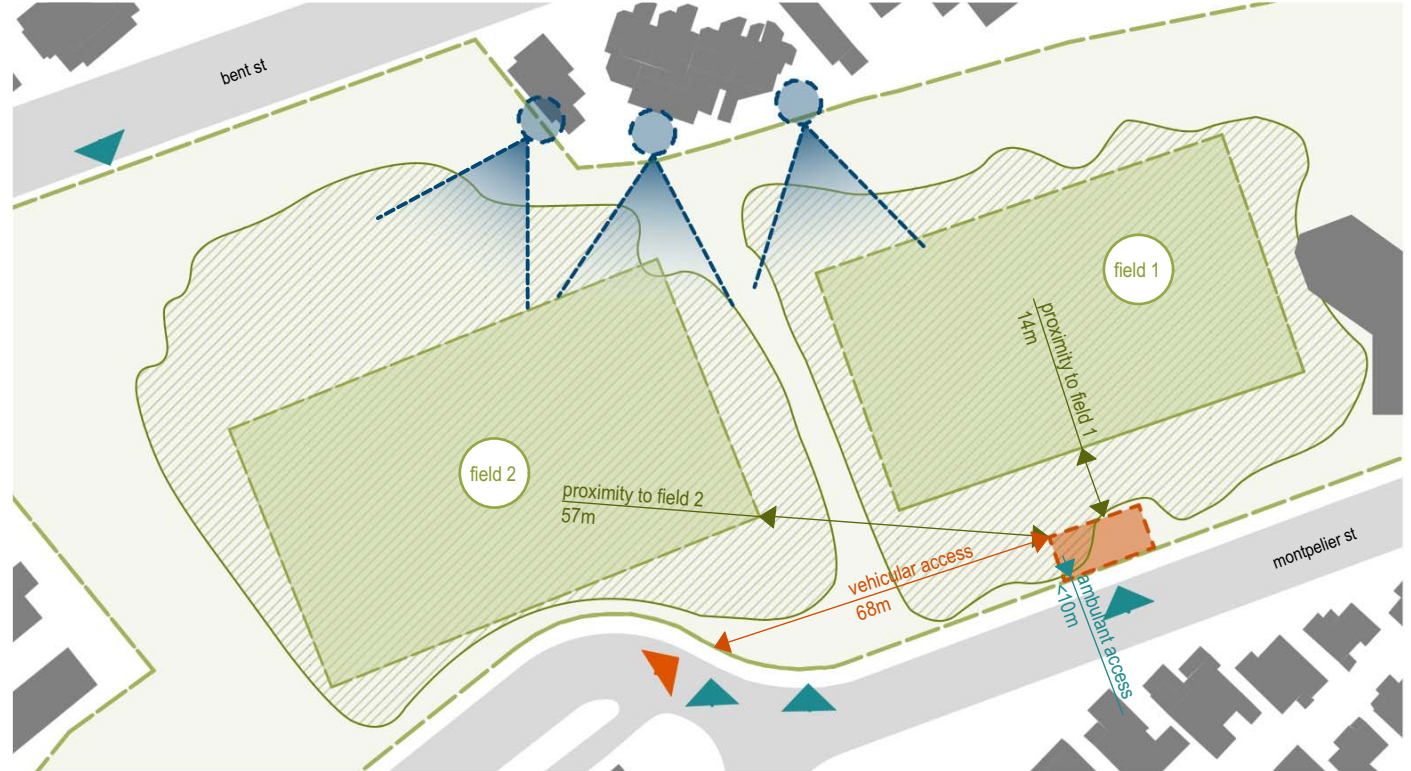 bent st
field 1
proximity to field 1
14m
field 2
proximity to field 2
57m
vehicular access
68m
montpelier st
ambulant access
<10m